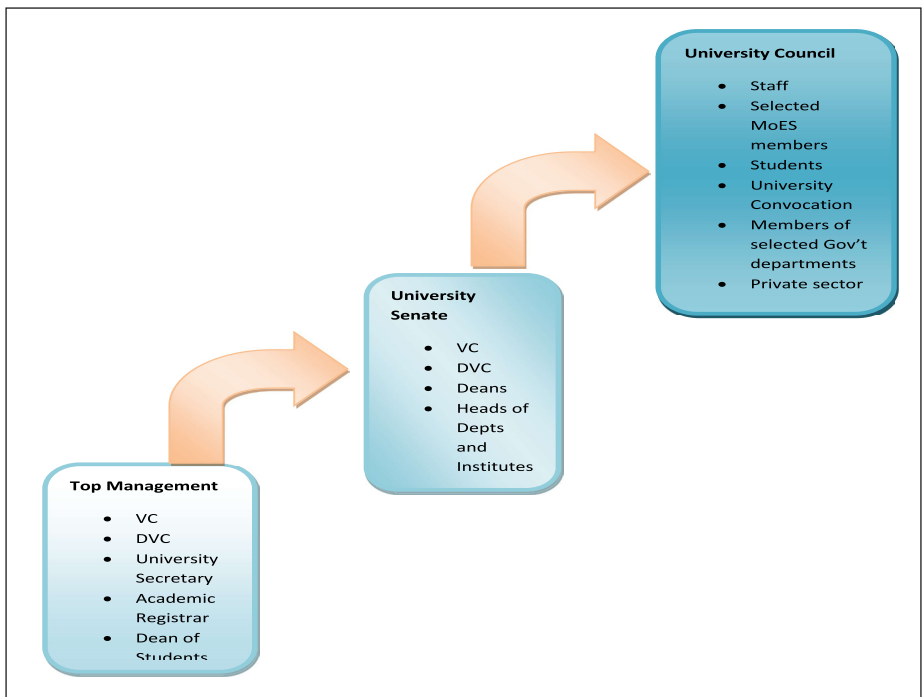 University Council
• Staff
• Selected
MoES
members
• Students
• University
Convocation
• Members of
selected Gov't
departments
• Private sector
University
Senate
• VC
• DVC
• Deans
• Heads of
Depts
and
Institutes
Top Management
• VC
• DVC
• University
Secretary
• Academic
Registrar
• Dean of
Students